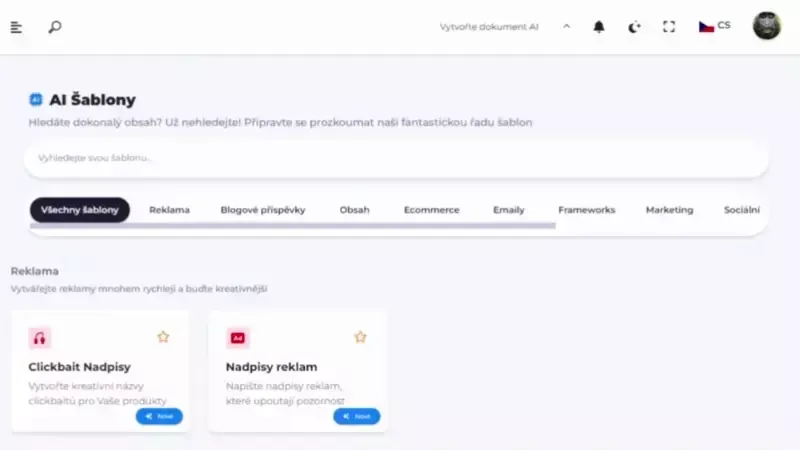 Vytvořte dokument AI
CS
AI Šablony
Hledáte dokonalý obsah? Už nehledejte! Připravte se prozkoumat naši fantastickou řadu šablon
Vyhledejte svou šablonu...
Všechny šablony Reklama Blogové příspěvky Obsah Ecommerce Emaily Frameworks Marketing Sociální
Reklama
Vytvářejte reklamy mnohem rychleji a buďte kreativnější
Clickbait Nadpisy
Vytvořte kreativní názvy
clickbaitů pro Vaše produkty
Nové
Ad
Nadpisy reklam
Napište nadpisy reklam,
které upoutají pozornost
Nové